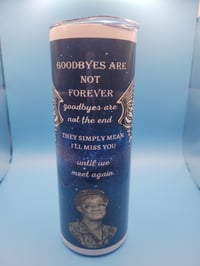 GOODBYES ARE
NOT
FOREVER
goodbyes are
not the end
THEY SIMPLY MEAN
I'LL MISS YOU
until we
meet again.